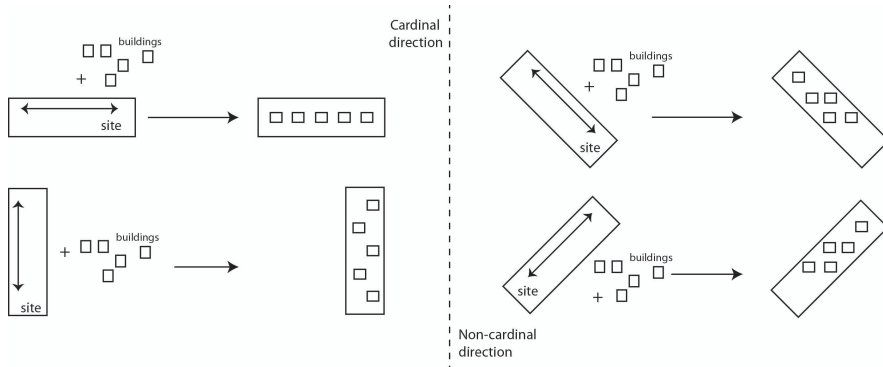 Cardinal
direction
buildings
+
site
+
buildings
site
buildings
+
site
buildings
+
site
Non-cardinal
direction